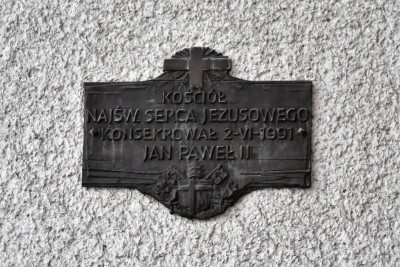 KOŚCIÓŁ
NAJŚW. SERCA JEZUSOWEGO
KONSEKROWAŁ 2-VI-1991
JAN PAWEŁ II